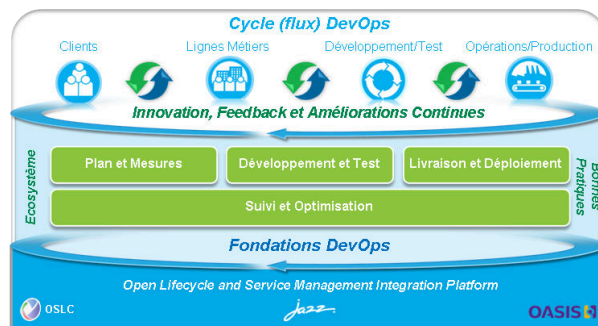 Cycle (flux) DevOps
Clients
Lignes Métiers
Développement/Test
Opérations/Production
Innovation, Feedback et Améliorations Continues
Ecosystème
Plan et Mesures
Développement et Test
Livraison et Déploiement
Bonnes
Pratiques
Suivi et Optimisation
Fondations DevOps
Open Lifecycle and Service Management Integration Platform
OSLC
jazz
OASIS